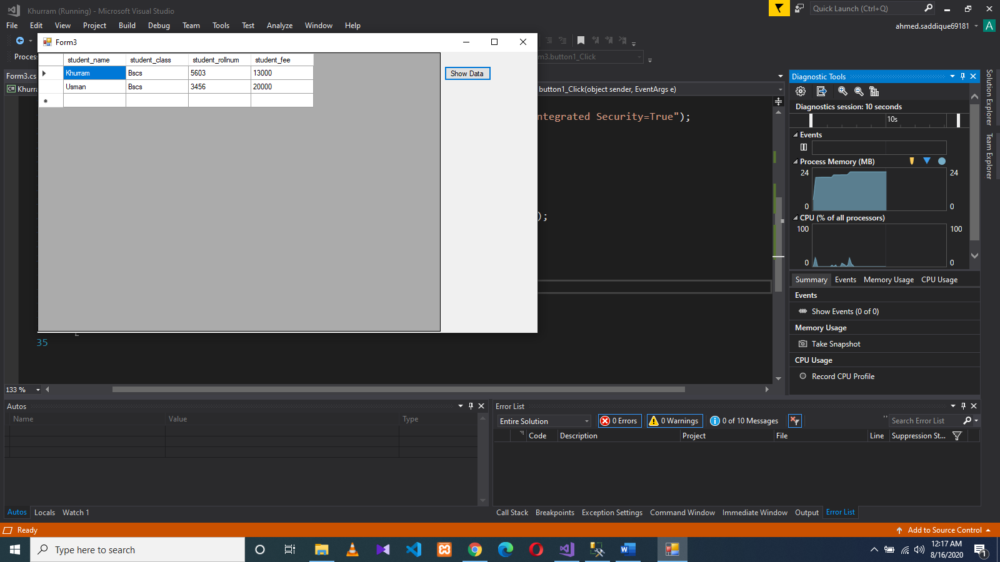 Khurram (Running) - Microsoft Visual Studio
Quick Launch (Ctrl+Q)
File Edit View Project Build Debug Team Tools Test Analyze Window Help
ahmed.saddique69181 A
Form3
Proces
m3.button1_Click
student_name student_class student_rollnum student_fee
Khurram Bscs 5603 13000
Usman Bscs 3456 20000
Show Data
Form3.cs
C# Khurra
button1_Click(object sender, EventArgs e)
ntegrated Security=True");
);
35
133 %
Diagnostic Tools
Diagnostics session: 10 seconds
10s
Events
Process Memory (MB)
24 24
0 0
CPU (% of all processors)
100 100
0 0
Summary Events Memory Usage CPU Usage
Events
Show Events (0 of 0)
Memory Usage
Take Snapshot
CPU Usage
Record CPU Profile
Solution Explorer
Team Explorer
Autos
Name Value Type
Autos Locals Watch 1
Error List
Entire Solution 0 Errors 0 Warnings 0 of 10 Messages Search Error List
Code Description Project File Line Suppression St...
Call Stack Breakpoints Exception Settings Command Window Immediate Window Output Error List
Ready
Add to Source Control
Type here to search
12:17 AM
8/16/2020
1